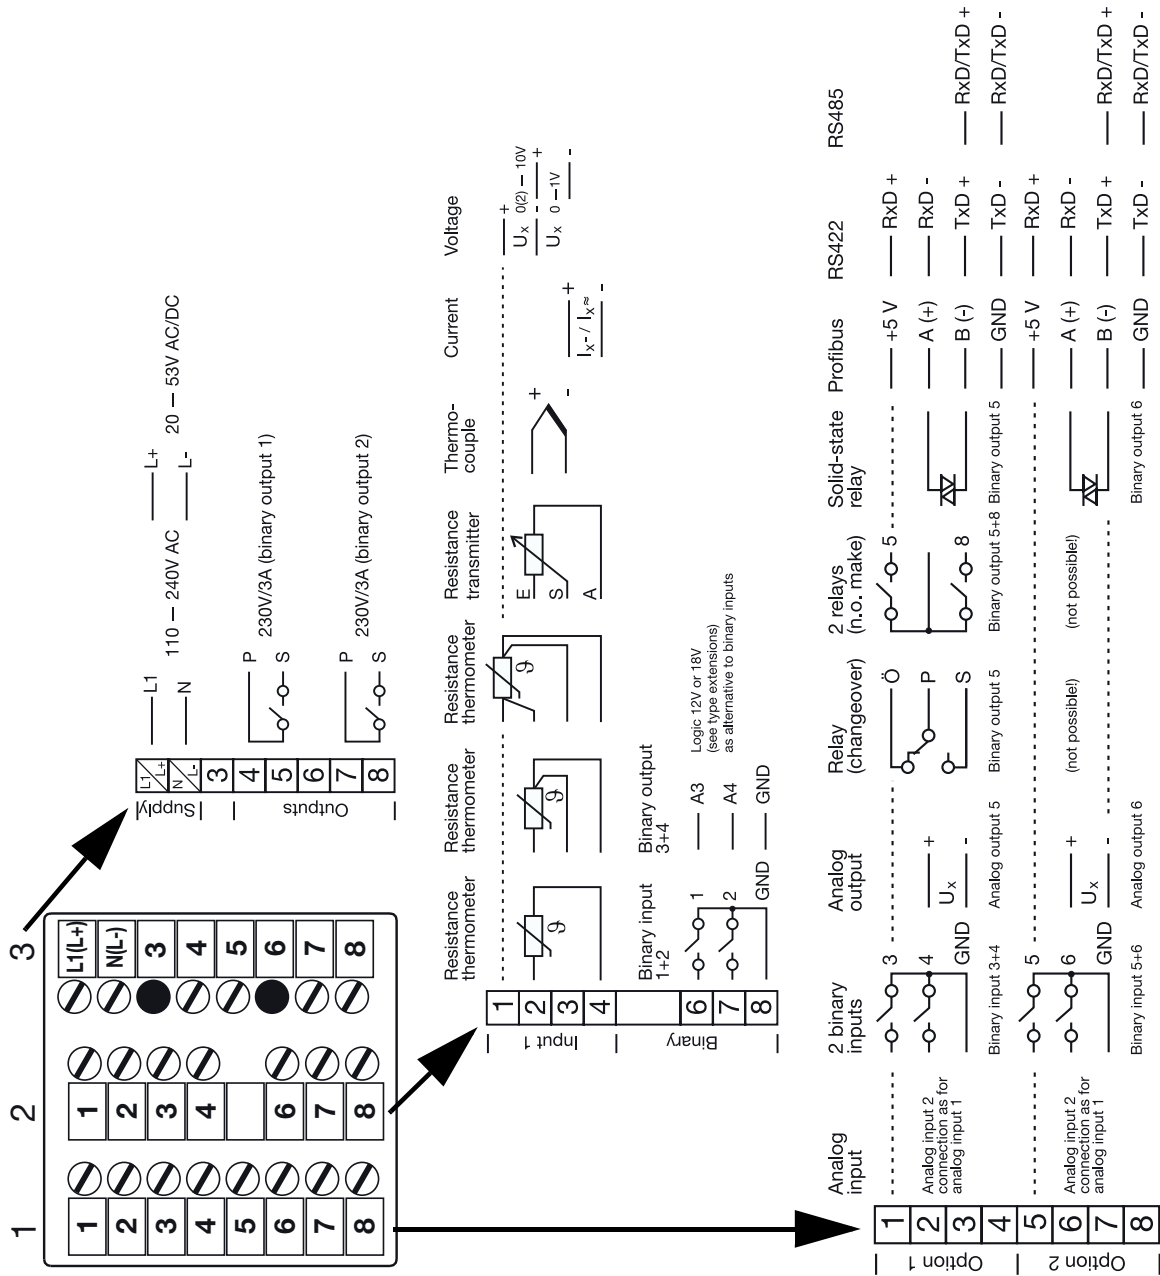 1
2
3
1
2
3
4
5
6
7
8
1
2
3
4
6
7
8
L1(L+)
N(L-)
3
4
5
6
7
8
Supply
L1
L+
N
L-
3
4
5
6
7
8
Outputs
L1
N
110 – 240V AC
L+
L-
20 – 53V AC/DC
P
S
230V/3A (binary output 1)
P
S
230V/3A (binary output 2)
Input 1
1
2
3
4
Binary
6
7
8
Resistance
thermometer
ϑ
Resistance
thermometer
ϑ
Resistance
thermometer
ϑ
Resistance
transmitter
E
S
A
Thermo-
couple
+
-
Current
+
Ix- / Ix≈
-
Voltage
+
Ux 0(2) – 10V
- +
Ux 0 –1V
-
Binary input
1+2
1
2
GND
Binary output
3+4
A3
A4
GND
Logic 12V or 18V
(see type extensions)
as alternative to binary inputs
Option 1
1
2
3
4
Option 2
5
6
7
8
Analog
input
Analog input 2
connection as for
analog input 1
Analog input 2
connection as for
analog input 1
2 binary
inputs
3
4
GND
Binary input 3+4
5
6
GND
Binary input 5+6
Analog
output
+
Ux
-
Analog output 5
+
Ux
-
Analog output 6
Relay
(changeover)
Ö
P
S
Binary output 5
(not possible!)
2 relays
(n.o. make)
5
8
Binary output 5+8
(not possible!)
Solid-state
relay
Binary output 5
Binary output 6
Profibus
+5 V
A (+)
B (-)
GND
+5 V
A (+)
B (-)
GND
RS422
RxD +
RxD -
TxD +
TxD -
RxD +
RxD -
TxD +
TxD -
RS485
RxD/TxD +
RxD/TxD -
RxD/TxD +
RxD/TxD -